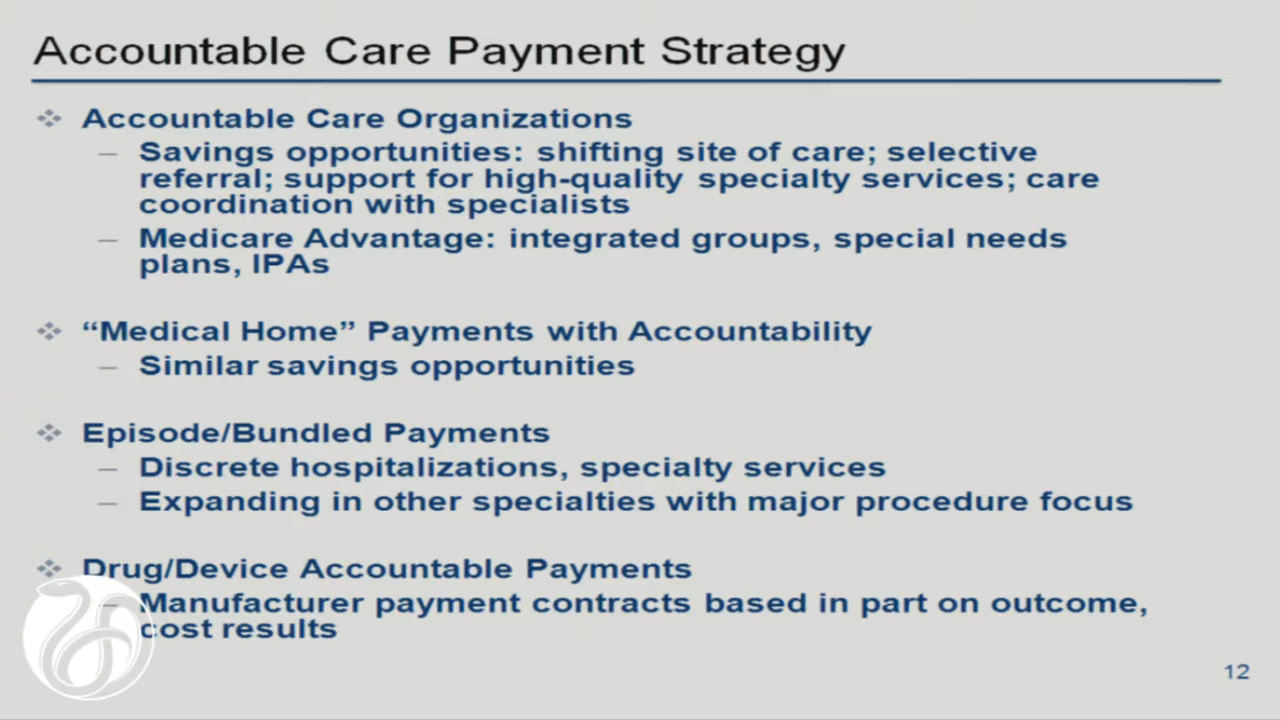 Accountable Care Payment Strategy
Accountable Care Organizations
– Savings opportunities: shifting site of care; selective
referral; support for high-quality specialty services; care
coordination with specialists
– Medicare Advantage: integrated groups, special needs
plans, IPAs
“Medical Home” Payments with Accountability
– Similar savings opportunities
Episode/Bundled Payments
– Discrete hospitalizations, specialty services
– Expanding in other specialties with major procedure focus
Drug/Device Accountable Payments
– Manufacturer payment contracts based in part on outcome,
cost results
12